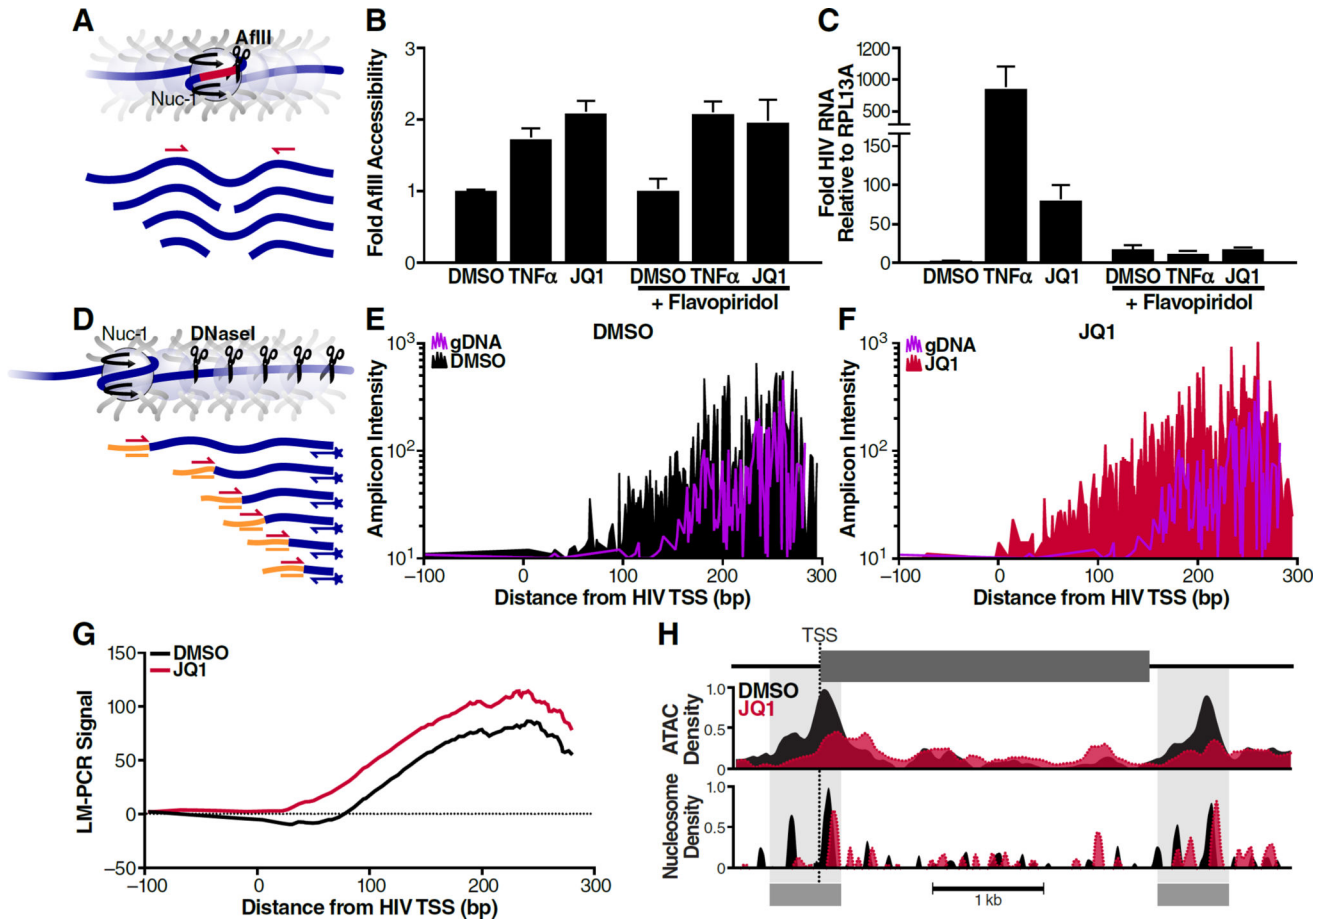 A
AflII
Nuc-1
B
Fold AflII Accessibility
3
2
1
0
DMSO TNFα JQ1 DMSO TNFα JQ1
+ Flavopiridol
C
Fold HIV RNA
Relative to RPL13A
1200
1000
500
150
100
50
0
DMSO TNFα JQ1 DMSO TNFα JQ1
+ Flavopiridol
D
Nuc-1
DNaseI
E
DMSO
gDNA
DMSO
Amplicon Intensity
10³
10²
10¹
−100 0 100 200 300
Distance from HIV TSS (bp)
F
JQ1
gDNA
JQ1
Amplicon Intensity
10³
10²
10¹
−100 0 100 200 300
Distance from HIV TSS (bp)
G
DMSO
JQ1
LM-PCR Signal
150
100
50
0
−50
−100 0 100 200 300
Distance from HIV TSS (bp)
H
TSS
DMSO
JQ1
ATAC
Density
1.0
0.5
0
Nucleosome
Density
1.0
0.5
0
1 kb